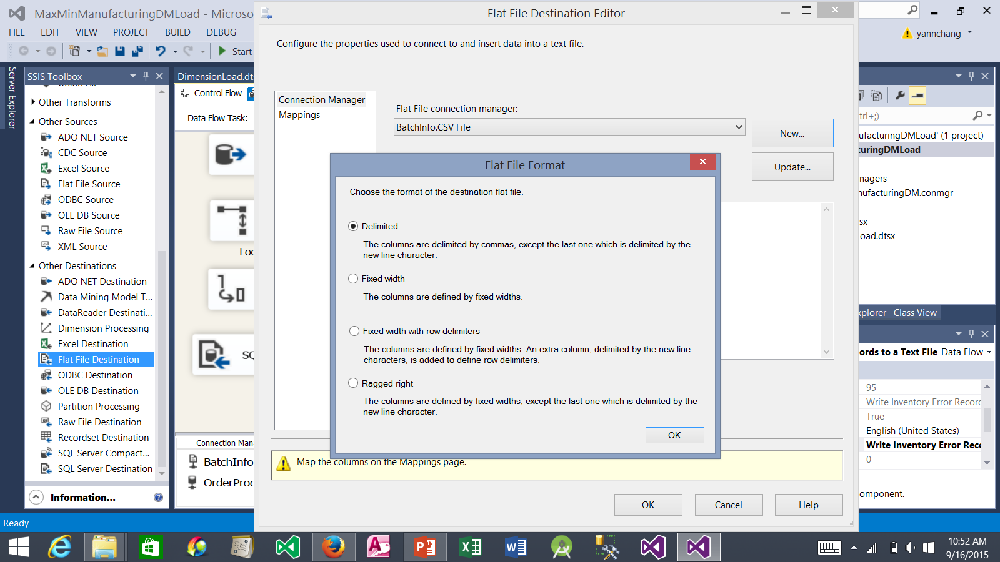 MaxMinManufacturingDMLoad - Microso
FILE EDIT VIEW PROJECT BUILD DEBUG
Start
yannchang
Server Explorer
SSIS Toolbox
Union All
Other Transforms
Other Sources
ADO NET Source
CDC Source
Excel Source
Flat File Source
ODBC Source
OLE DB Source
Raw File Source
XML Source
Other Destinations
ADO NET Destination
Data Mining Model T...
DataReader Destinati...
Dimension Processing
Excel Destination
Flat File Destination
ODBC Destination
OLE DB Destination
Partition Processing
Raw File Destination
Recordset Destination
SQL Server Compact...
SQL Server Destination
Information...
Ready
DimensionLoad.dt
Control Flow
Data Flow Task:
Loo
SQ
Connection Man
BatchInfo
OrderProc
Flat File Destination Editor
Configure the properties used to connect to and insert data into a text file.
Connection Manager
Mappings
Flat File connection manager:
BatchInfo.CSV File
New...
Update...
Flat File Format
Choose the format of the destination flat file.
Delimited
The columns are delimited by commas, except the last one which is delimited by the
new line character.
Fixed width
The columns are defined by fixed widths.
Fixed width with row delimiters
The columns are defined by fixed widths. An extra column, delimited by the new line
characters, is added to define row delimiters.
Ragged right
The columns are defined by fixed widths, except the last one which is delimited by the
new line character.
OK
Map the columns on the Mappings page.
OK Cancel Help
trl+;)
ufacturingDMLoad' (1 project)
turingDMLoad
nagers
nufacturingDM.conmgr
sx
oad.dtsx
xplorer Class View
ords to a Text FIle Data Flow
95
Write Inventory Error Recor
True
English (United States)
Write Inventory Error Rec
0
omponent.
10:52 AM
9/16/2015